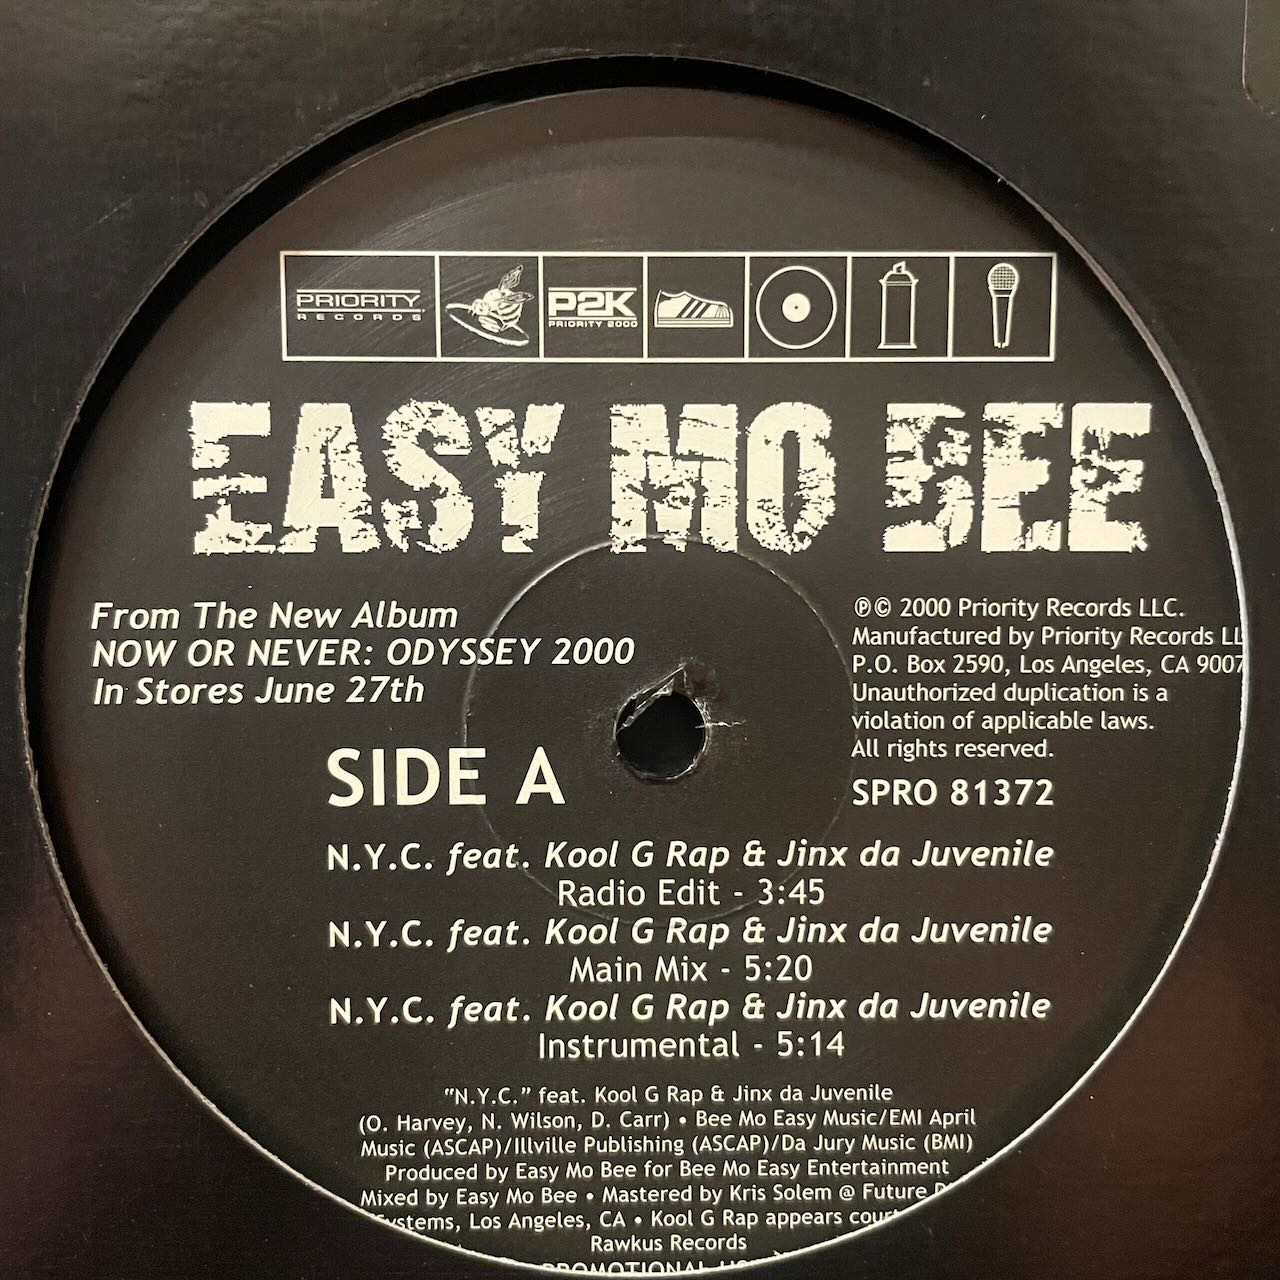 PRIORITY
RECORDS
P2K
PRIORITY 2000
EASY MO BEE
From The New Album
NOW OR NEVER: ODYSSEY 2000
In Stores June 27th
℗© 2000 Priority Records LLC.
Manufactured by Priority Records LL
P.O. Box 2590, Los Angeles, CA 9007
Unauthorized duplication is a
violation of applicable laws.
All rights reserved.
SIDE A
SPRO 81372
N.Y.C. feat. Kool G Rap & Jinx da Juvenile
Radio Edit - 3:45
N.Y.C. feat. Kool G Rap & Jinx da Juvenile
Main Mix - 5:20
N.Y.C. feat. Kool G Rap & Jinx da Juvenile
Instrumental - 5:14
"N.Y.C." feat. Kool G Rap & Jinx da Juvenile
(O. Harvey, N. Wilson, D. Carr) • Bee Mo Easy Music/EMI April
Music (ASCAP)/Illville Publishing (ASCAP)/Da Jury Music (BMI)
Produced by Easy Mo Bee for Bee Mo Easy Entertainment
Mixed by Easy Mo Bee • Mastered by Kris Solem @ Future
Systems, Los Angeles, CA • Kool G Rap appears
Rawkus Records
PROMOTIONAL